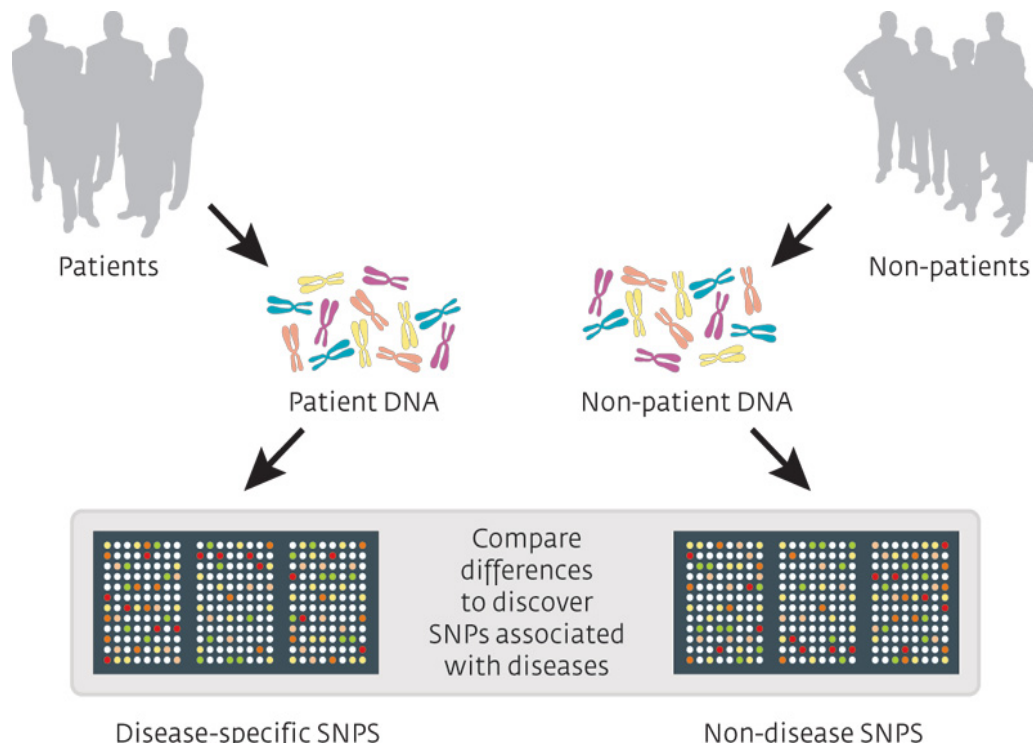 Patients
Non-patients
Patient DNA
Non-patient DNA
Compare
differences
to discover
SNPs associated
with diseases
Disease-specific SNPS
Non-disease SNPS